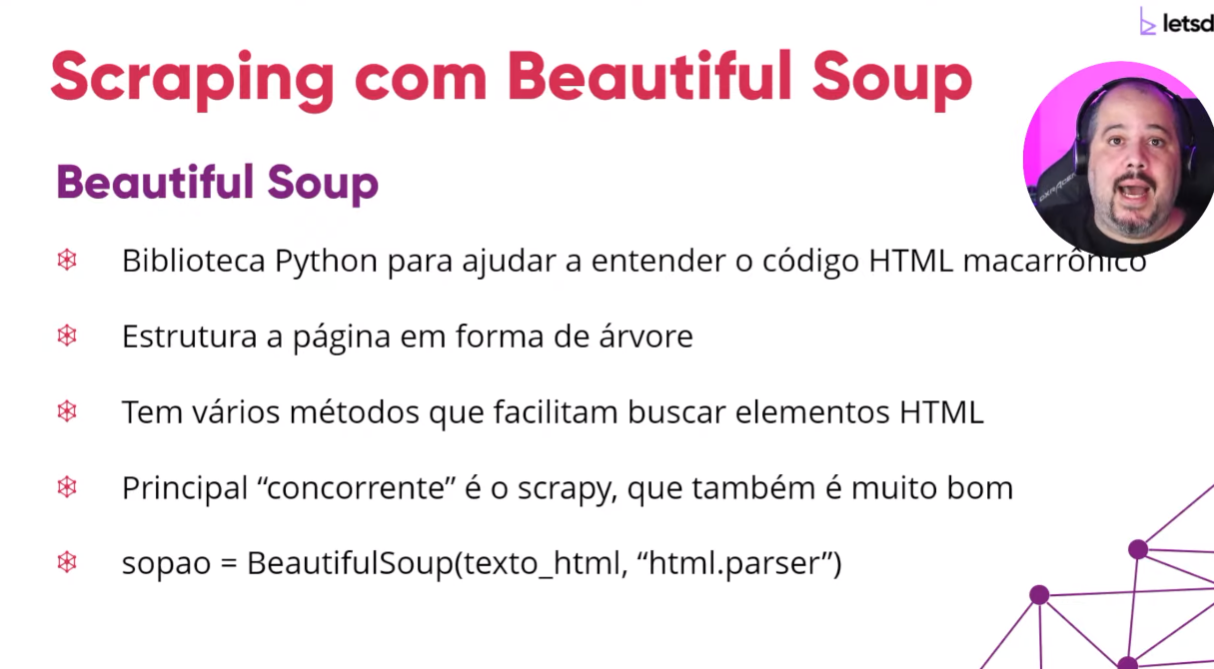 letsd
Scraping com Beautiful Soup
Beautiful Soup
Biblioteca Python para ajudar a entender o código HTML macarrônico
Estrutura a página em forma de árvore
Tem vários métodos que facilitam buscar elementos HTML
Principal “concorrente” é o scrapy, que também é muito bom
sopao = BeautifulSoup(texto_html, “html.parser”)